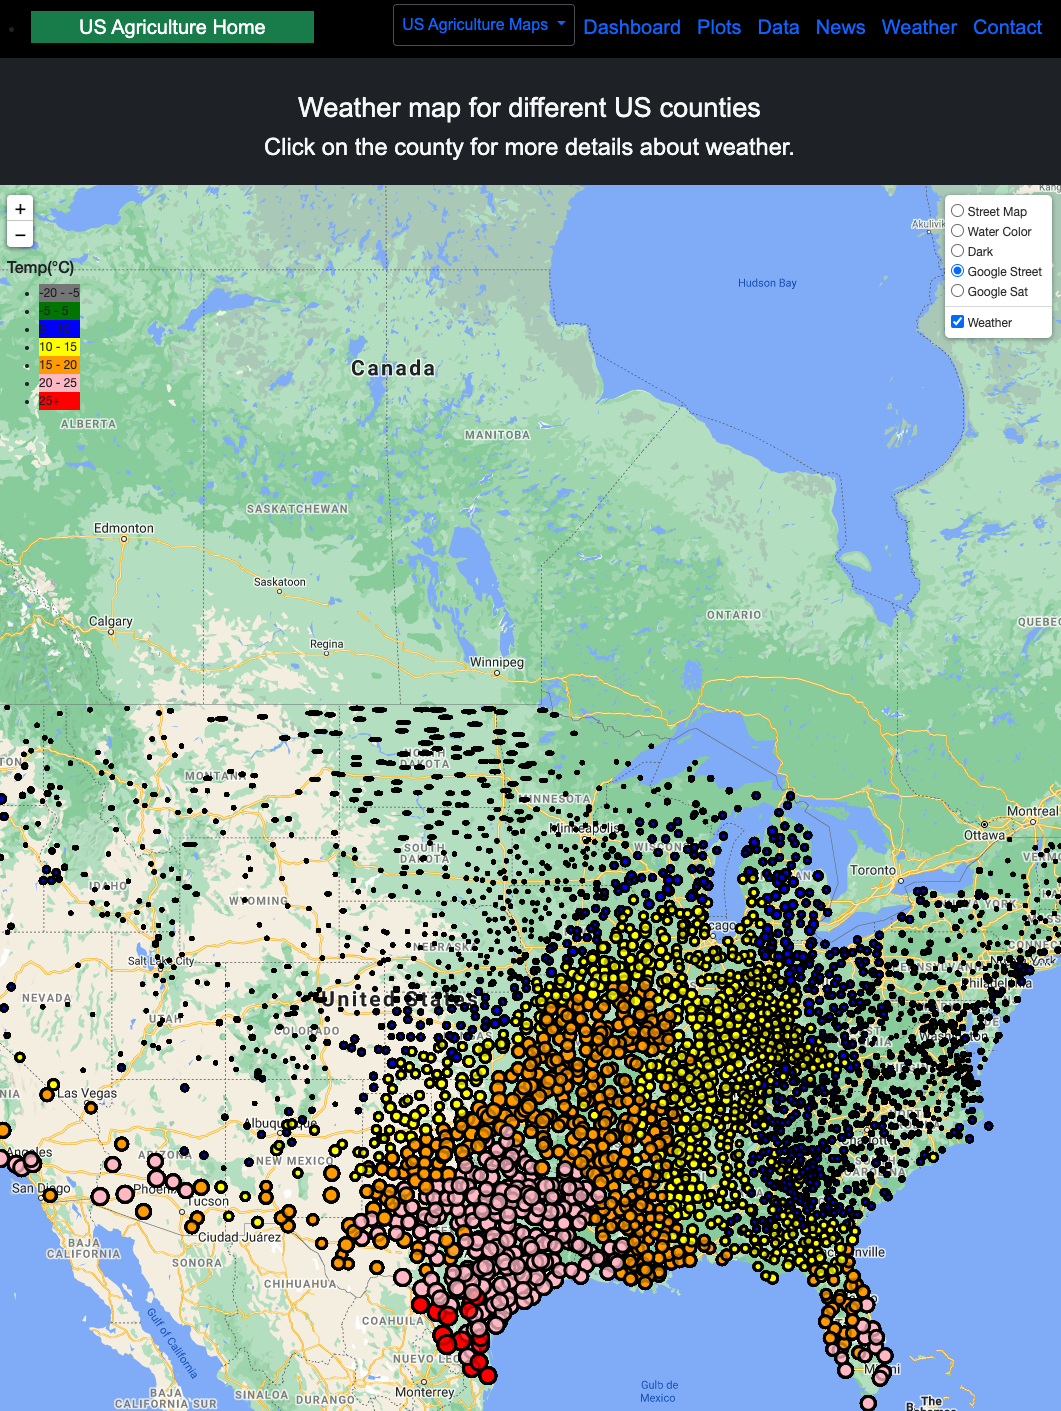 US Agriculture Home
US Agriculture Maps
Dashboard
Plots
Data
News
Weather
Contact
Weather map for different US counties
Click on the county for more details about weather.
+
−
Temp(°C)
-20 - -5
-5 - 5
5 - 10
10 - 15
15 - 20
20 - 25
25+
Street Map
Water Color
Dark
Google Street
Google Sat
Weather
Hudson Bay
Canada
ALBERTA
MANITOBA
SASKATCHEWAN
Edmonton
Saskatoon
Calgary
Regina
Winnipeg
ONTARIO
QUEBEC
MONTANA
NORTH
DAKOTA
MINNESOTA
Minneapolis
Montreal
Ottawa
SOUTH
DAKOTA
WISCONSIN
Toronto
IDAHO
WYOMING
NEBRASKA
Salt Lake City
Philadelphia
NEVADA
United States
UTAH
COLORADO
Las Vegas
Albuquerque
ARIZONA
NEW MEXICO
San Diego
Phoenix
Tucson
Ciudad Juárez
BAJA
CALIFORNIA
SONORA
CHIHUAHUA
COAHUILA
Gulf of California
NUEVO LEO
Monterrey
BAJA
CALIFORNIA SUR
SINALOA
DURANGO
Gulb de
Mexico
Miami
The
Bahamas